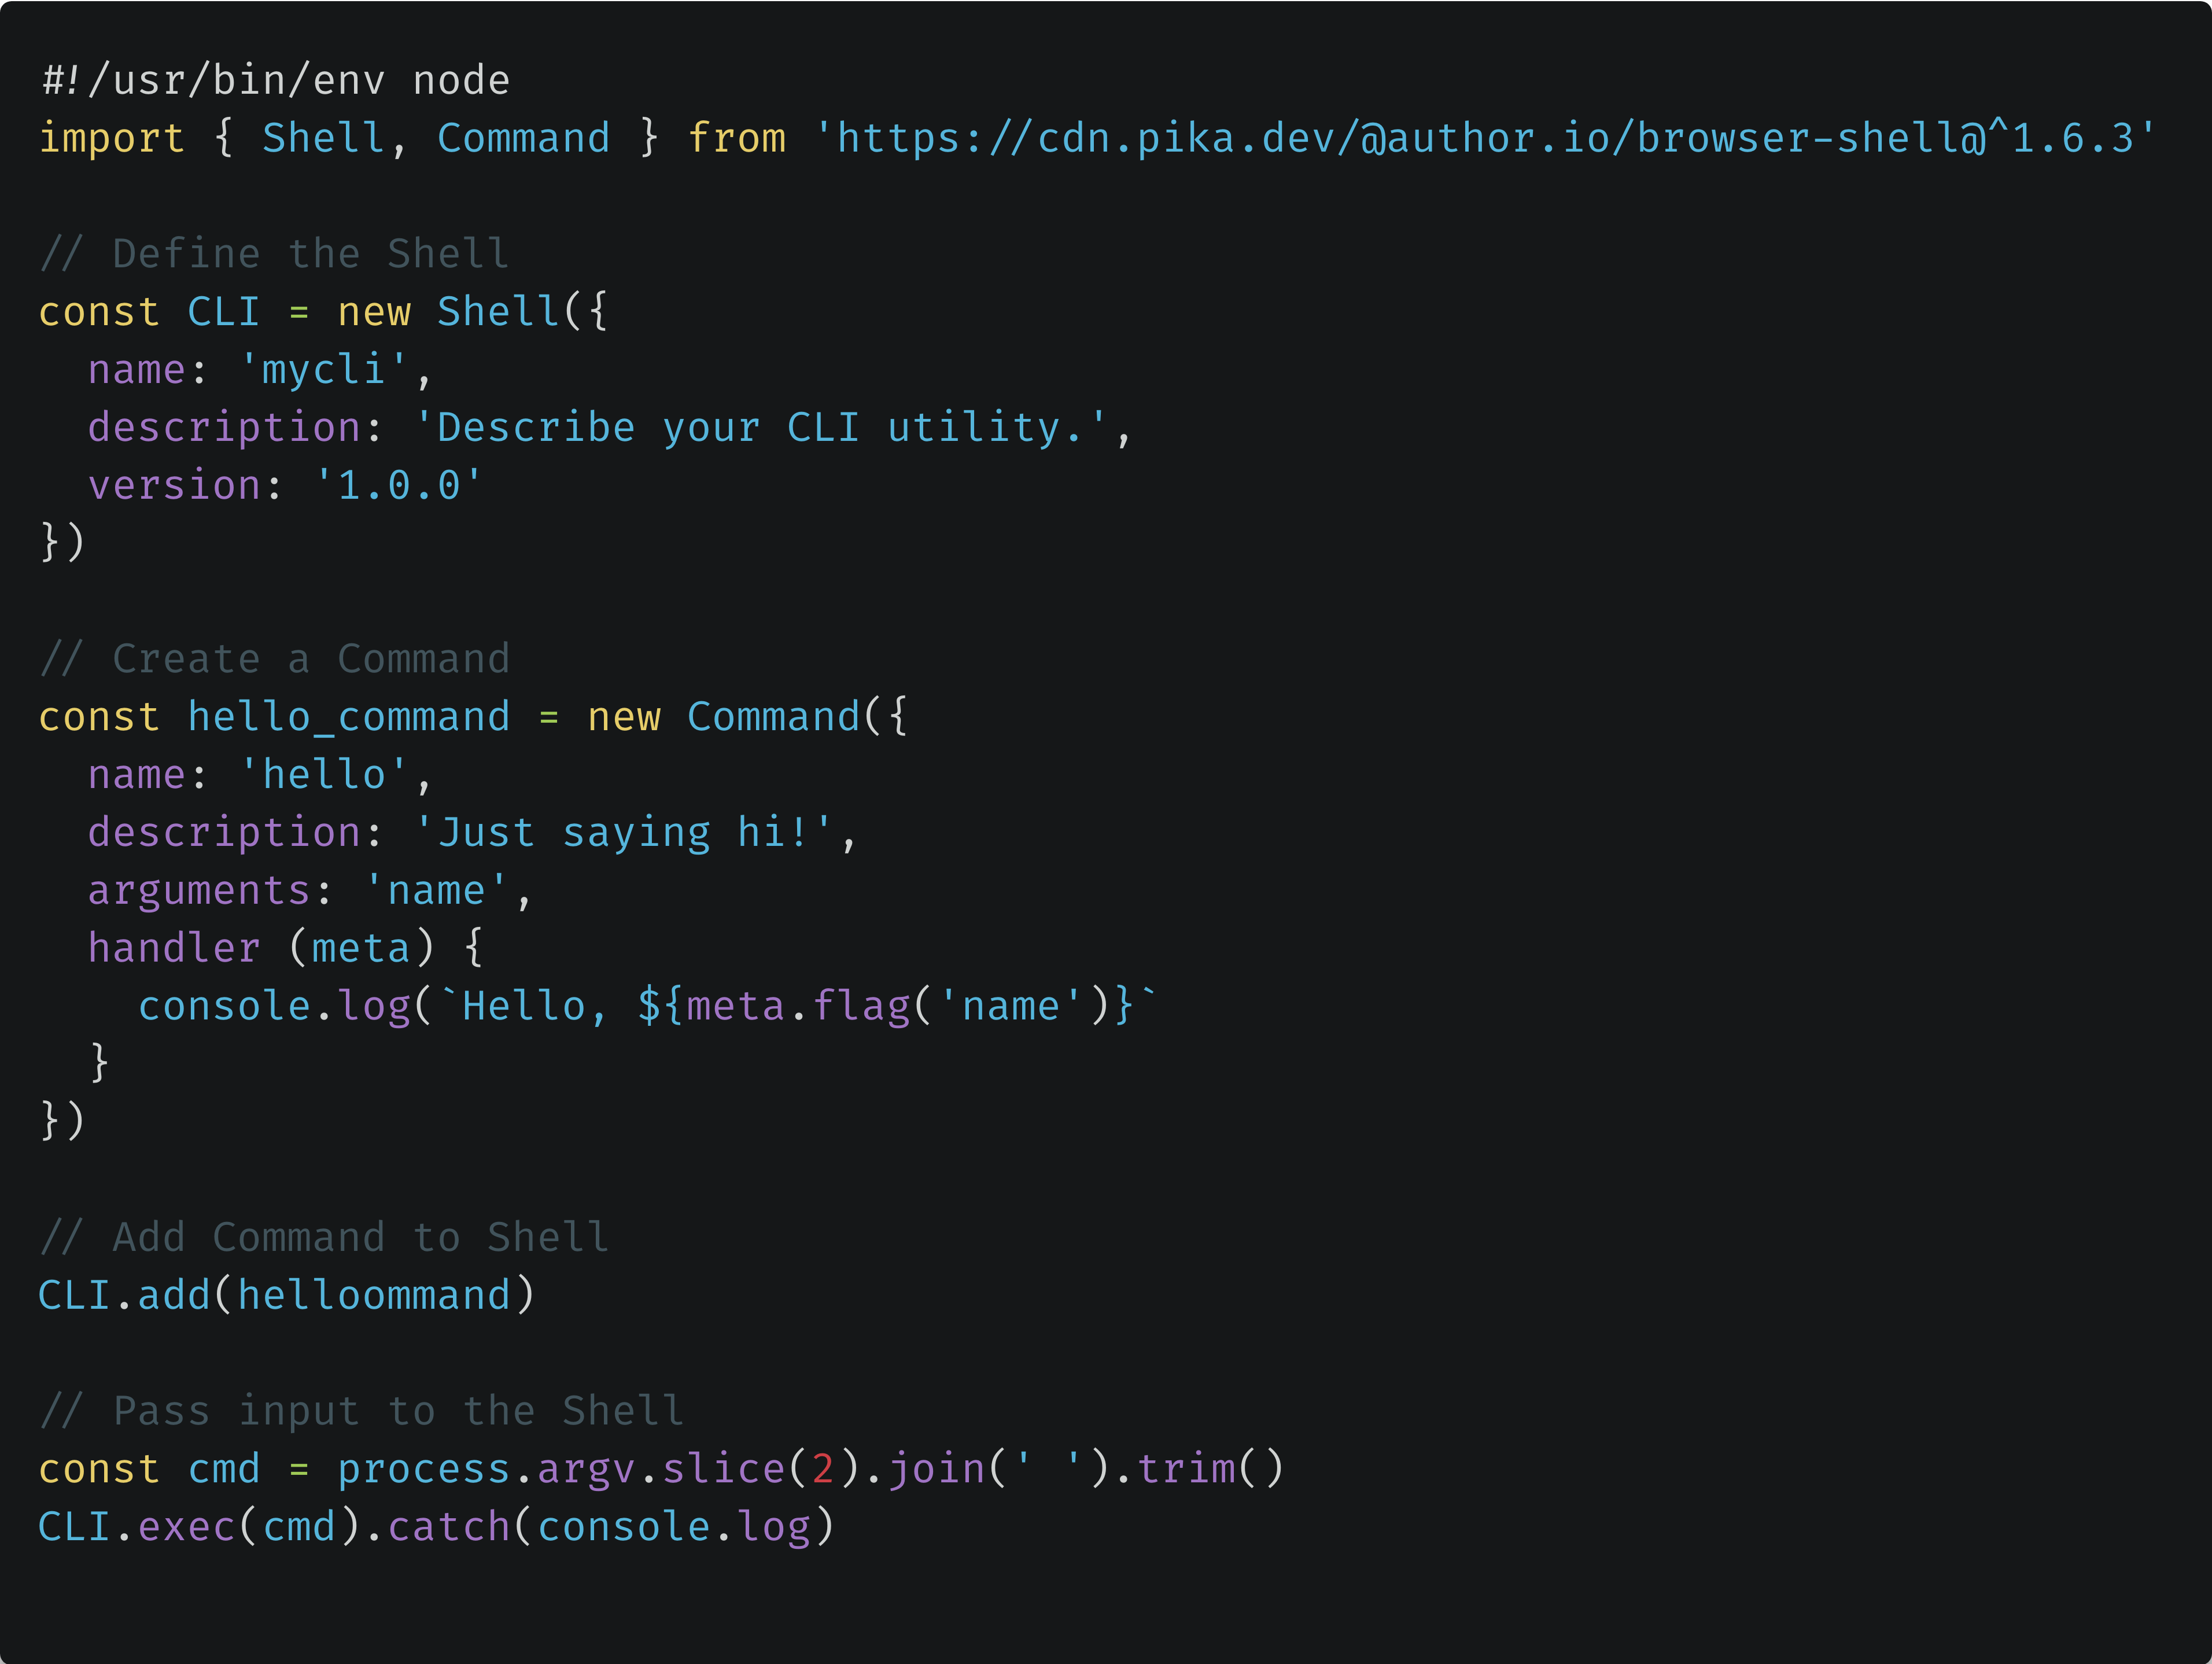 #!/usr/bin/env node
import { Shell, Command } from 'https://cdn.pika.dev/@author.io/browser-shell@^1.6.3'
// Define the Shell
const CLI = new Shell({
  name: 'mycli',
  description: 'Describe your CLI utility.',
  version: '1.0.0'
})
// Create a Command
const hello_command = new Command({
  name: 'hello',
  description: 'Just saying hi!',
  arguments: 'name',
  handler (meta) {
    console.log(`Hello, ${meta.flag('name')}`
  }
})
// Add Command to Shell
CLI.add(helloommand)
// Pass input to the Shell
const cmd = process.argv.slice(2).join(' ').trim()
CLI.exec(cmd).catch(console.log)